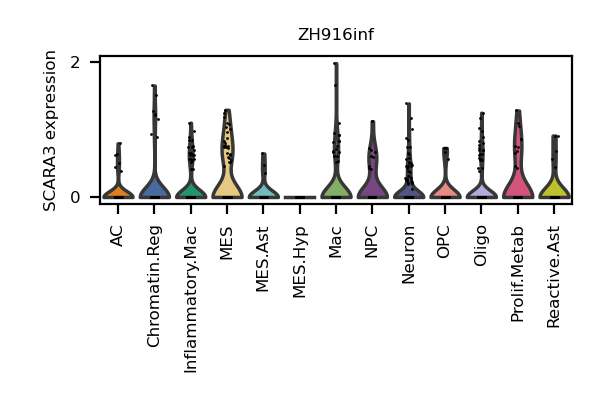 ZH916inf
SCARA3 expression
2
0
AC
Chromatin.Reg
Inflammatory.Mac
MES
MES.Ast
MES.Hyp
Mac
NPC
Neuron
OPC
Oligo
Prolif.Metab
Reactive.Ast